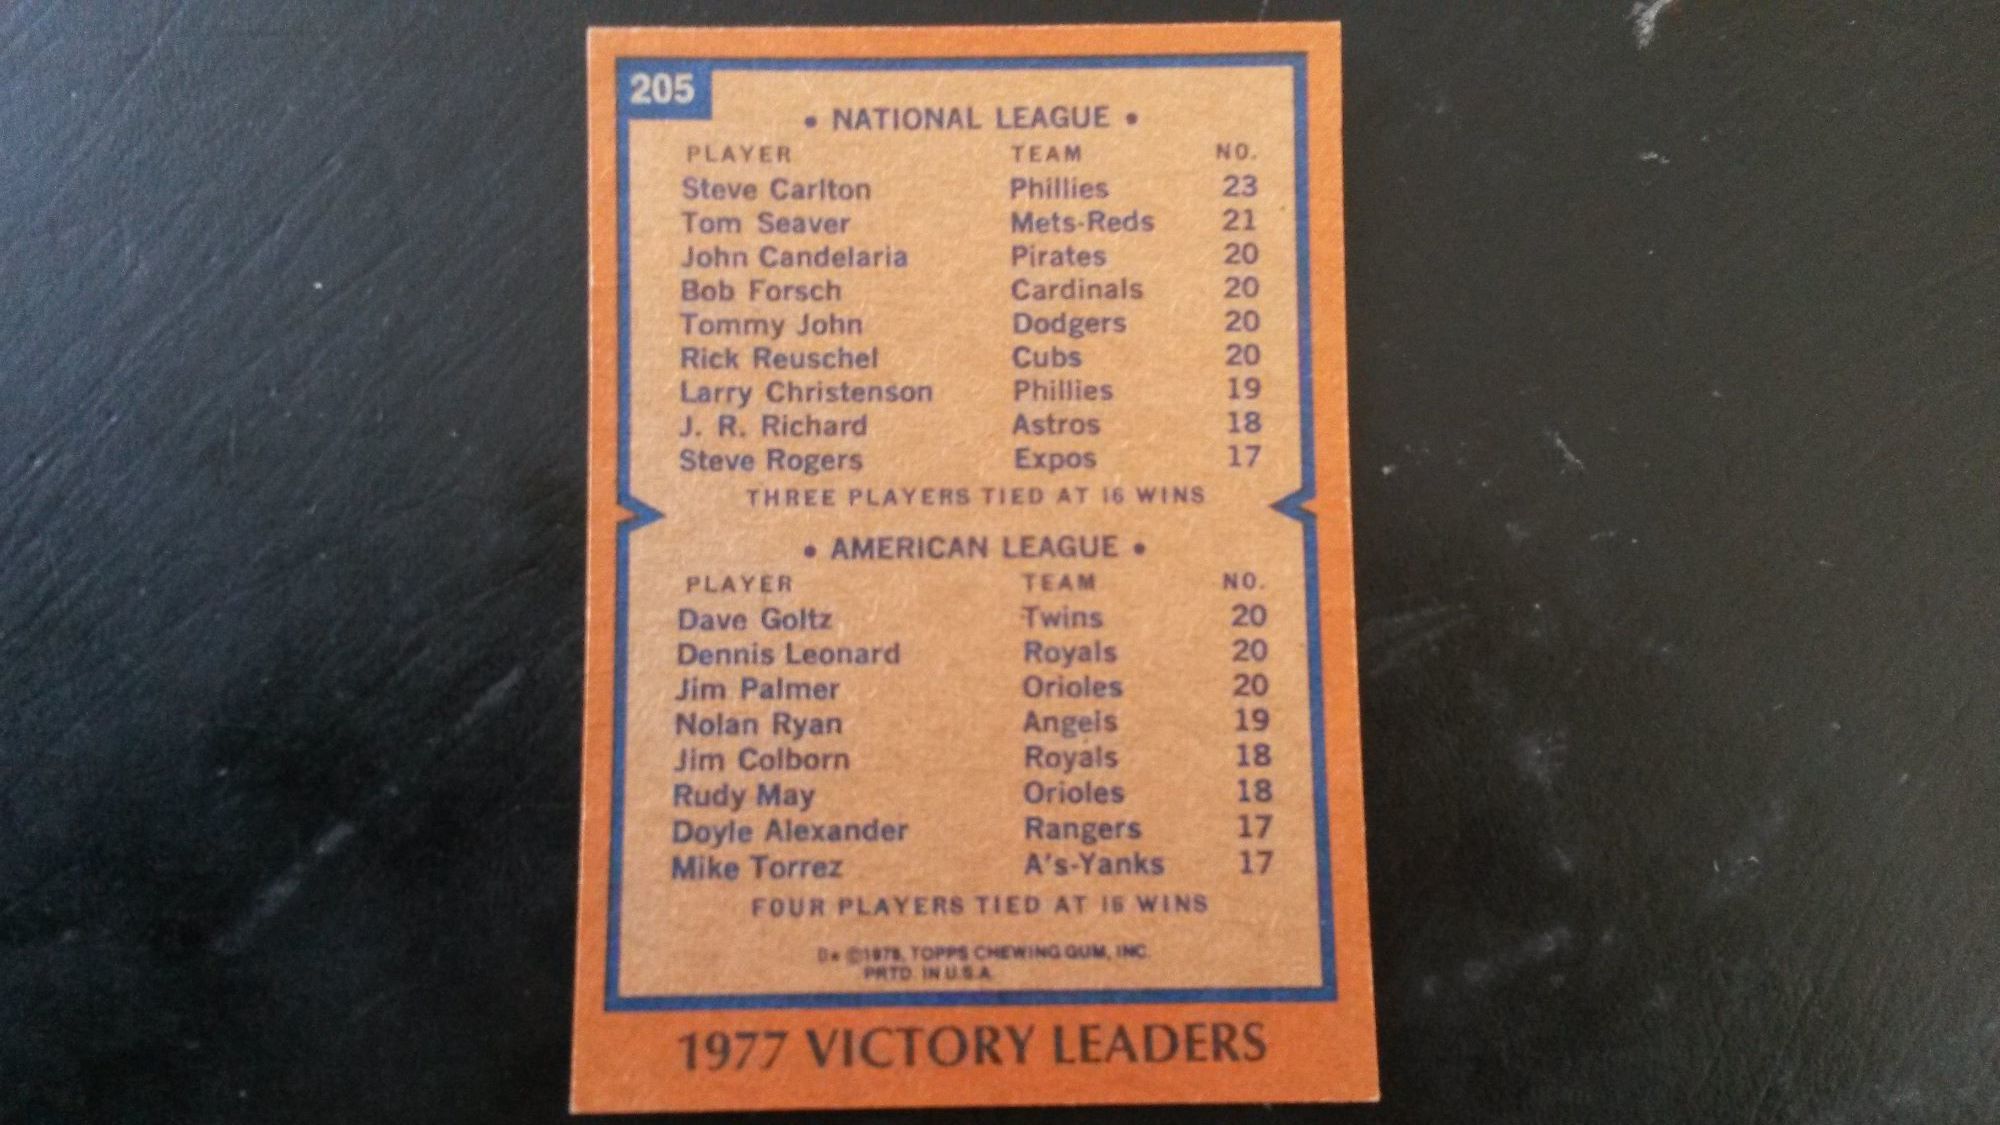 205
• NATIONAL LEAGUE •
PLAYER TEAM NO.
Steve Carlton Phillies 23
Tom Seaver Mets-Reds 21
John Candelaria Pirates 20
Bob Forsch Cardinals 20
Tommy John Dodgers 20
Rick Reuschel Cubs 20
Larry Christenson Phillies 19
J. R. Richard Astros 18
Steve Rogers Expos 17
THREE PLAYERS TIED AT 16 WINS
• AMERICAN LEAGUE •
PLAYER TEAM NO.
Dave Goltz Twins 20
Dennis Leonard Royals 20
Jim Palmer Orioles 20
Nolan Ryan Angels 19
Jim Colborn Royals 18
Rudy May Orioles 18
Doyle Alexander Rangers 17
Mike Torrez A's-Yanks 17
FOUR PLAYERS TIED AT 16 WINS
D* ©1978, TOPPS CHEWING GUM, INC.
PRTD. IN U.S.A.
1977 VICTORY LEADERS